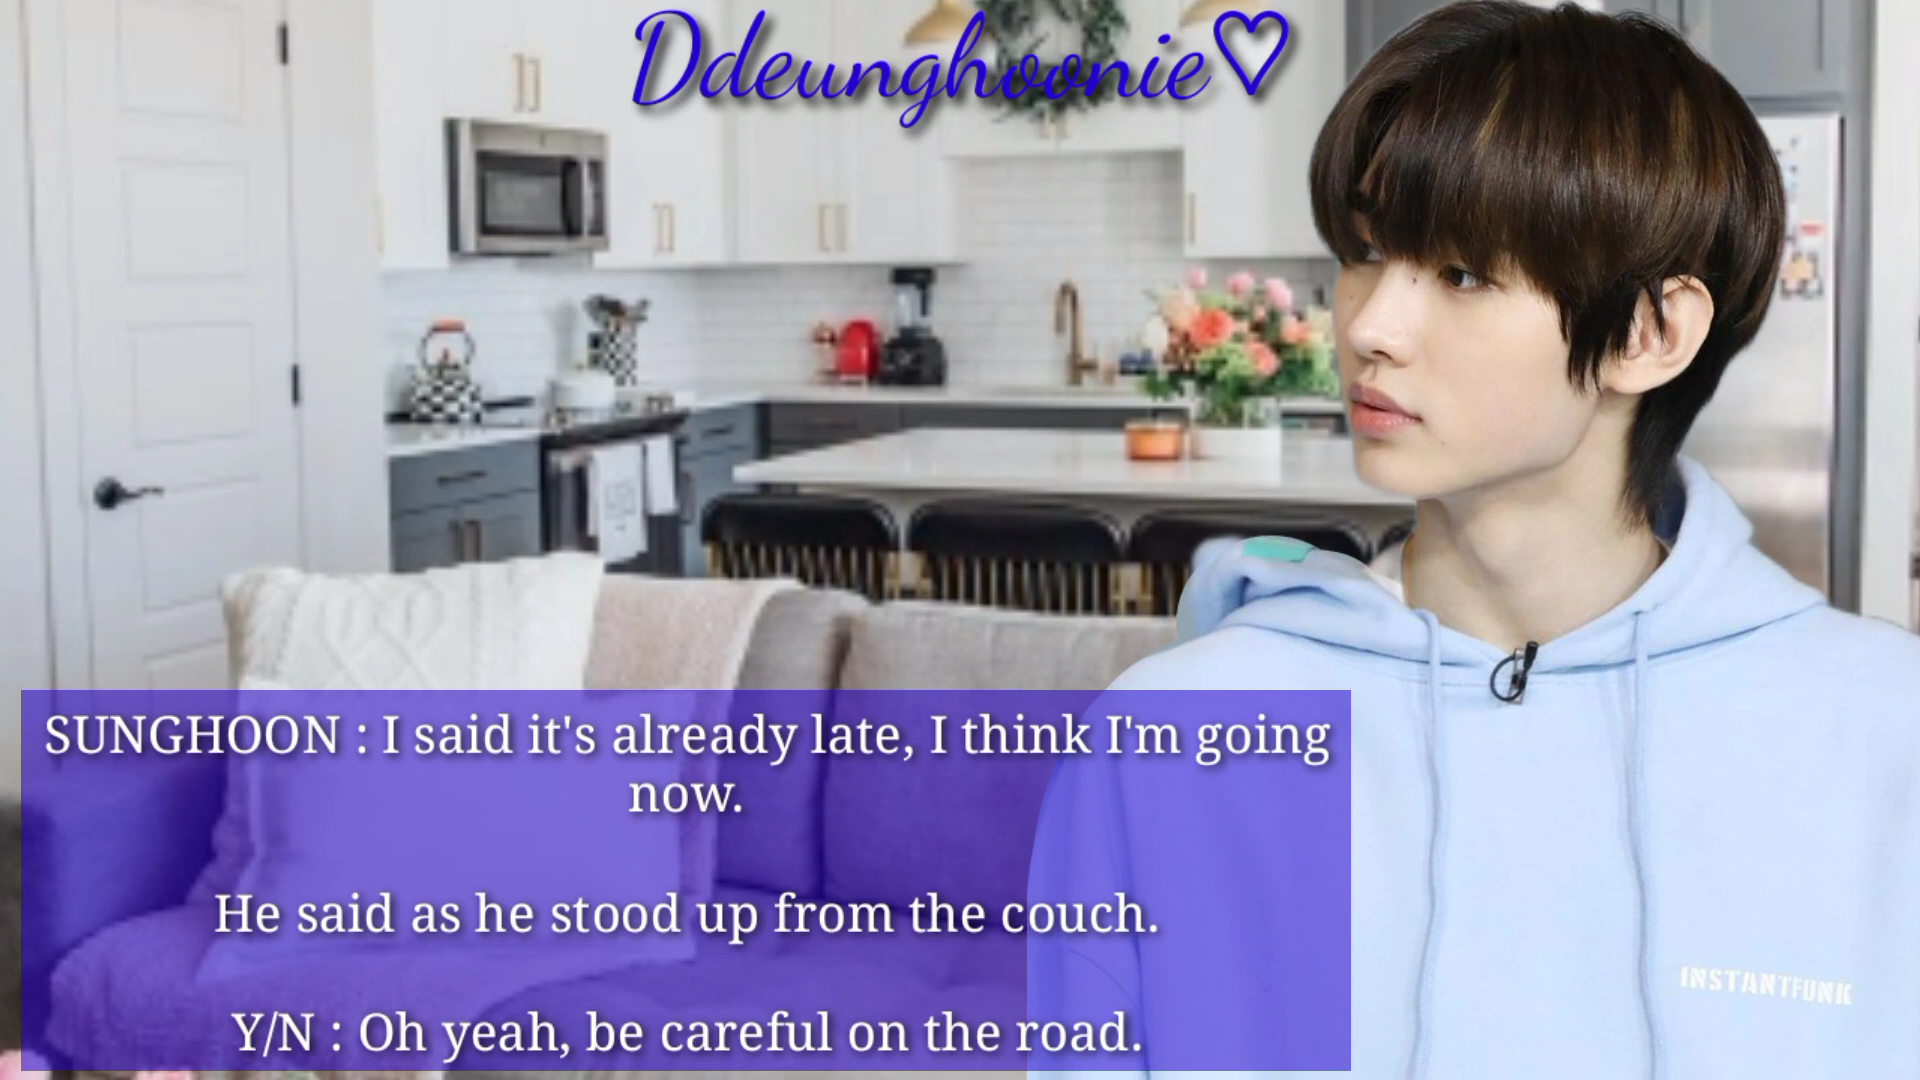 Ddeunghoonie♡
SUNGHOON : I said it's already late, I think I'm going
now.
He said as he stood up from the couch.
Y/N : Oh yeah, be careful on the road.
INSTANTFUNK